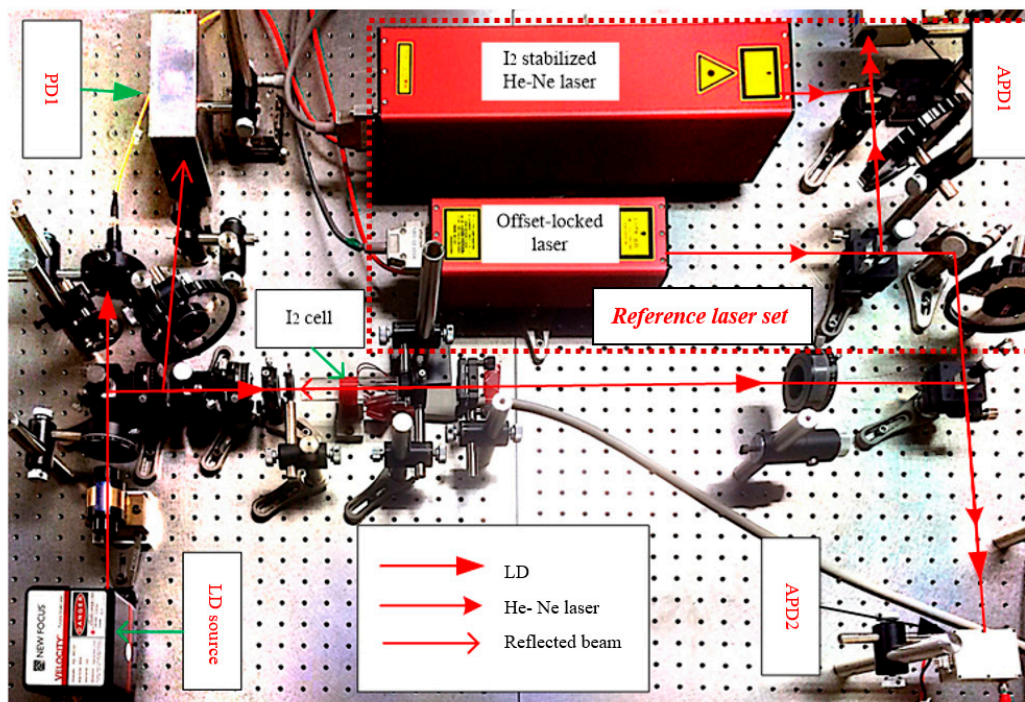 I2 stabilized
He-Ne laser
PD1
APD1
Offset-locked
laser
I2 cell
Reference laser set
LD
He- Ne laser
Reflected beam
LD source
APD2
NEW FOCUS
VELOCITY
DANGER